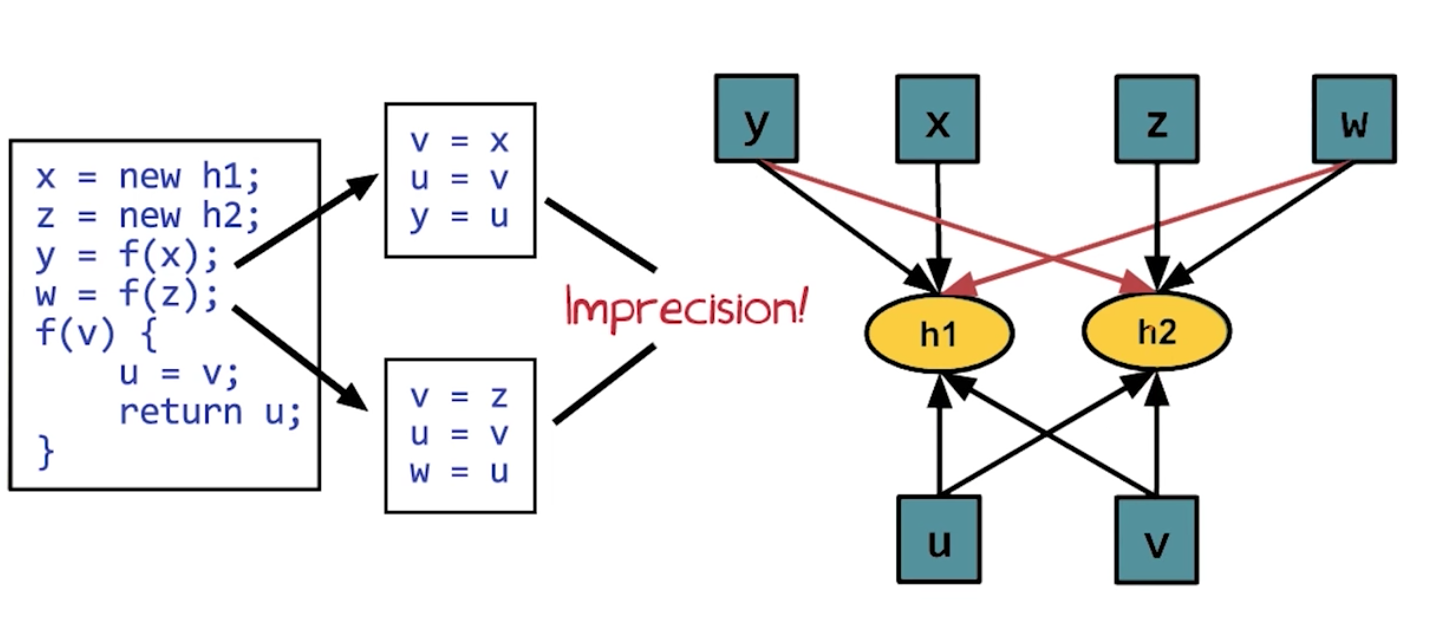 x = new h1;
z = new h2;
y = f(x);
w = f(z);
f(v) {
u = v;
return u;
}
v = x
u = v
y = u
v = z
u = v
w = u
Imprecision!
y
x
z
w
h1
h2
u
v